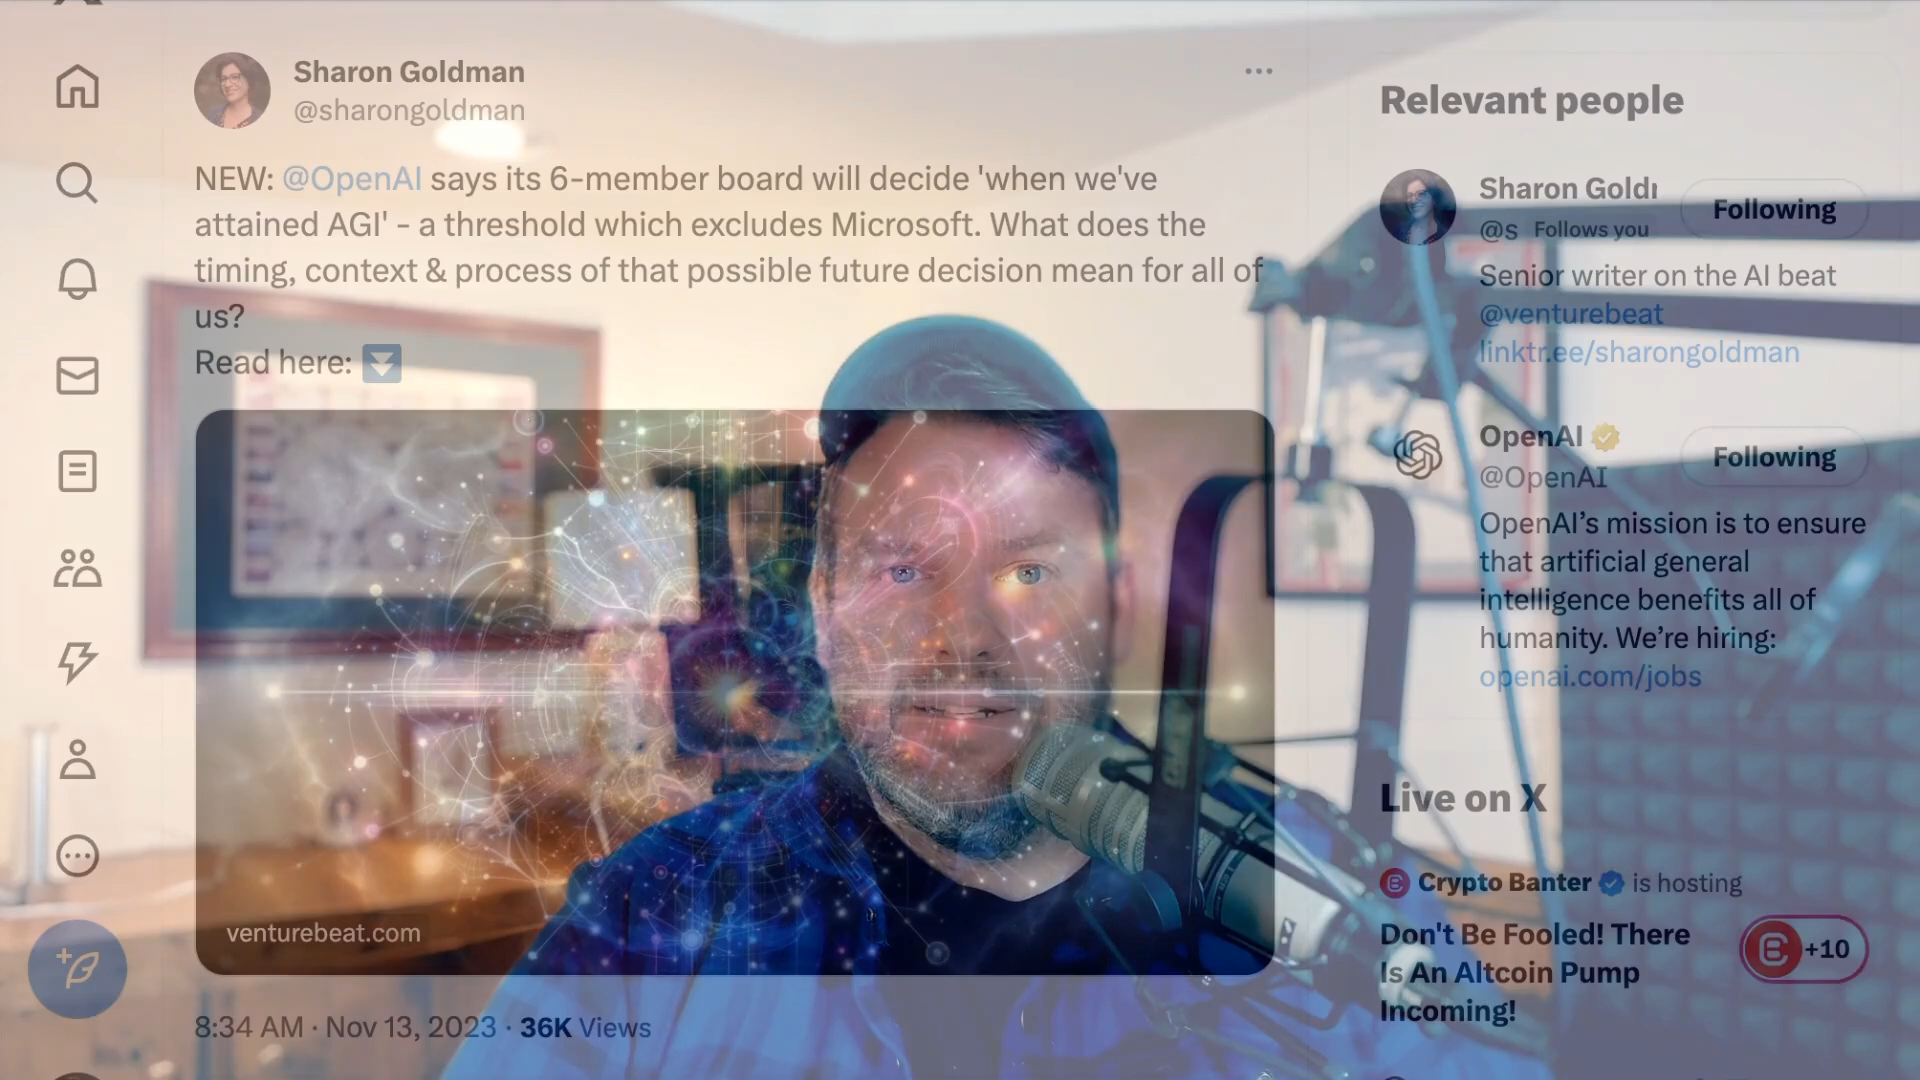 Sharon Goldman
@sharongoldman
NEW: @OpenAI says its 6-member board will decide 'when we've
attained AGI' - a threshold which excludes Microsoft. What does the
timing, context & process of that possible future decision mean for all of
us?
Read here:
venturebeat.com
8:34 AM · Nov 13, 2023 · 36K Views
Relevant people
Sharon Goldr
Following
@s Follows you
Senior writer on the AI beat
@venturebeat
linktr.ee/sharongoldman
OpenAI
Following
@OpenAI
OpenAI’s mission is to ensure
that artificial general
intelligence benefits all of
humanity. We’re hiring:
openai.com/jobs
Live on X
Crypto Banter is hosting
Don't Be Fooled! There
Is An Altcoin Pump
Incoming!
+10